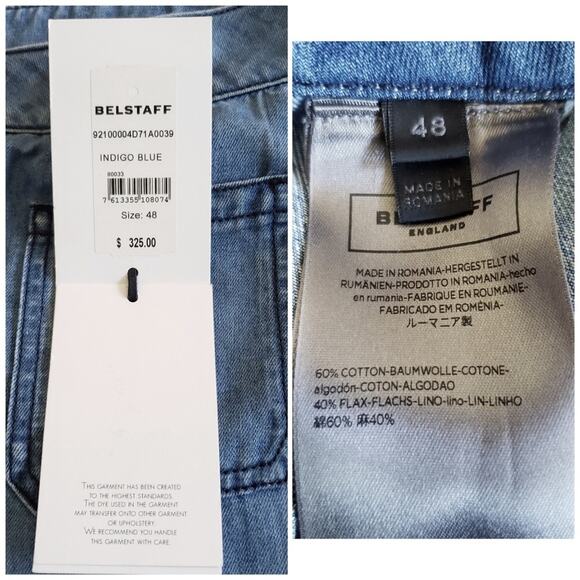 BELSTAFF
92100004D71A0039
INDIGO BLUE
80033
7613355108074
Size: 48
$ 325.00
THIS GARMENT HAS BEEN CREATED
TO THE HIGHEST STANDARDS.
THE DYE USED IN THE GARMENT
MAY TRANSFER ONTO OTHER GARMENT
OR UPHOLSTERY.
WE RECOMMEND YOU HANDLE
THIS GARMENT WITH CARE.
48
MADE IN
ROMANIA
BELSTAFF
ENGLAND
MADE IN ROMANIA-HERGESTELLT IN
RUMÄNIEN-PRODOTTO IN ROMANIA-hecho
en rumania-FABRIQUE EN ROUMANIE-
FABRICADO EM ROMÉNIA-
ルーマニア製
60% COTTON-BAUMWOLLE-COTONE-
algodón-COTON-ALGODAO
40% FLAX-FLACHS-LINO-lino-LIN-LINHO
綿60% 麻40%